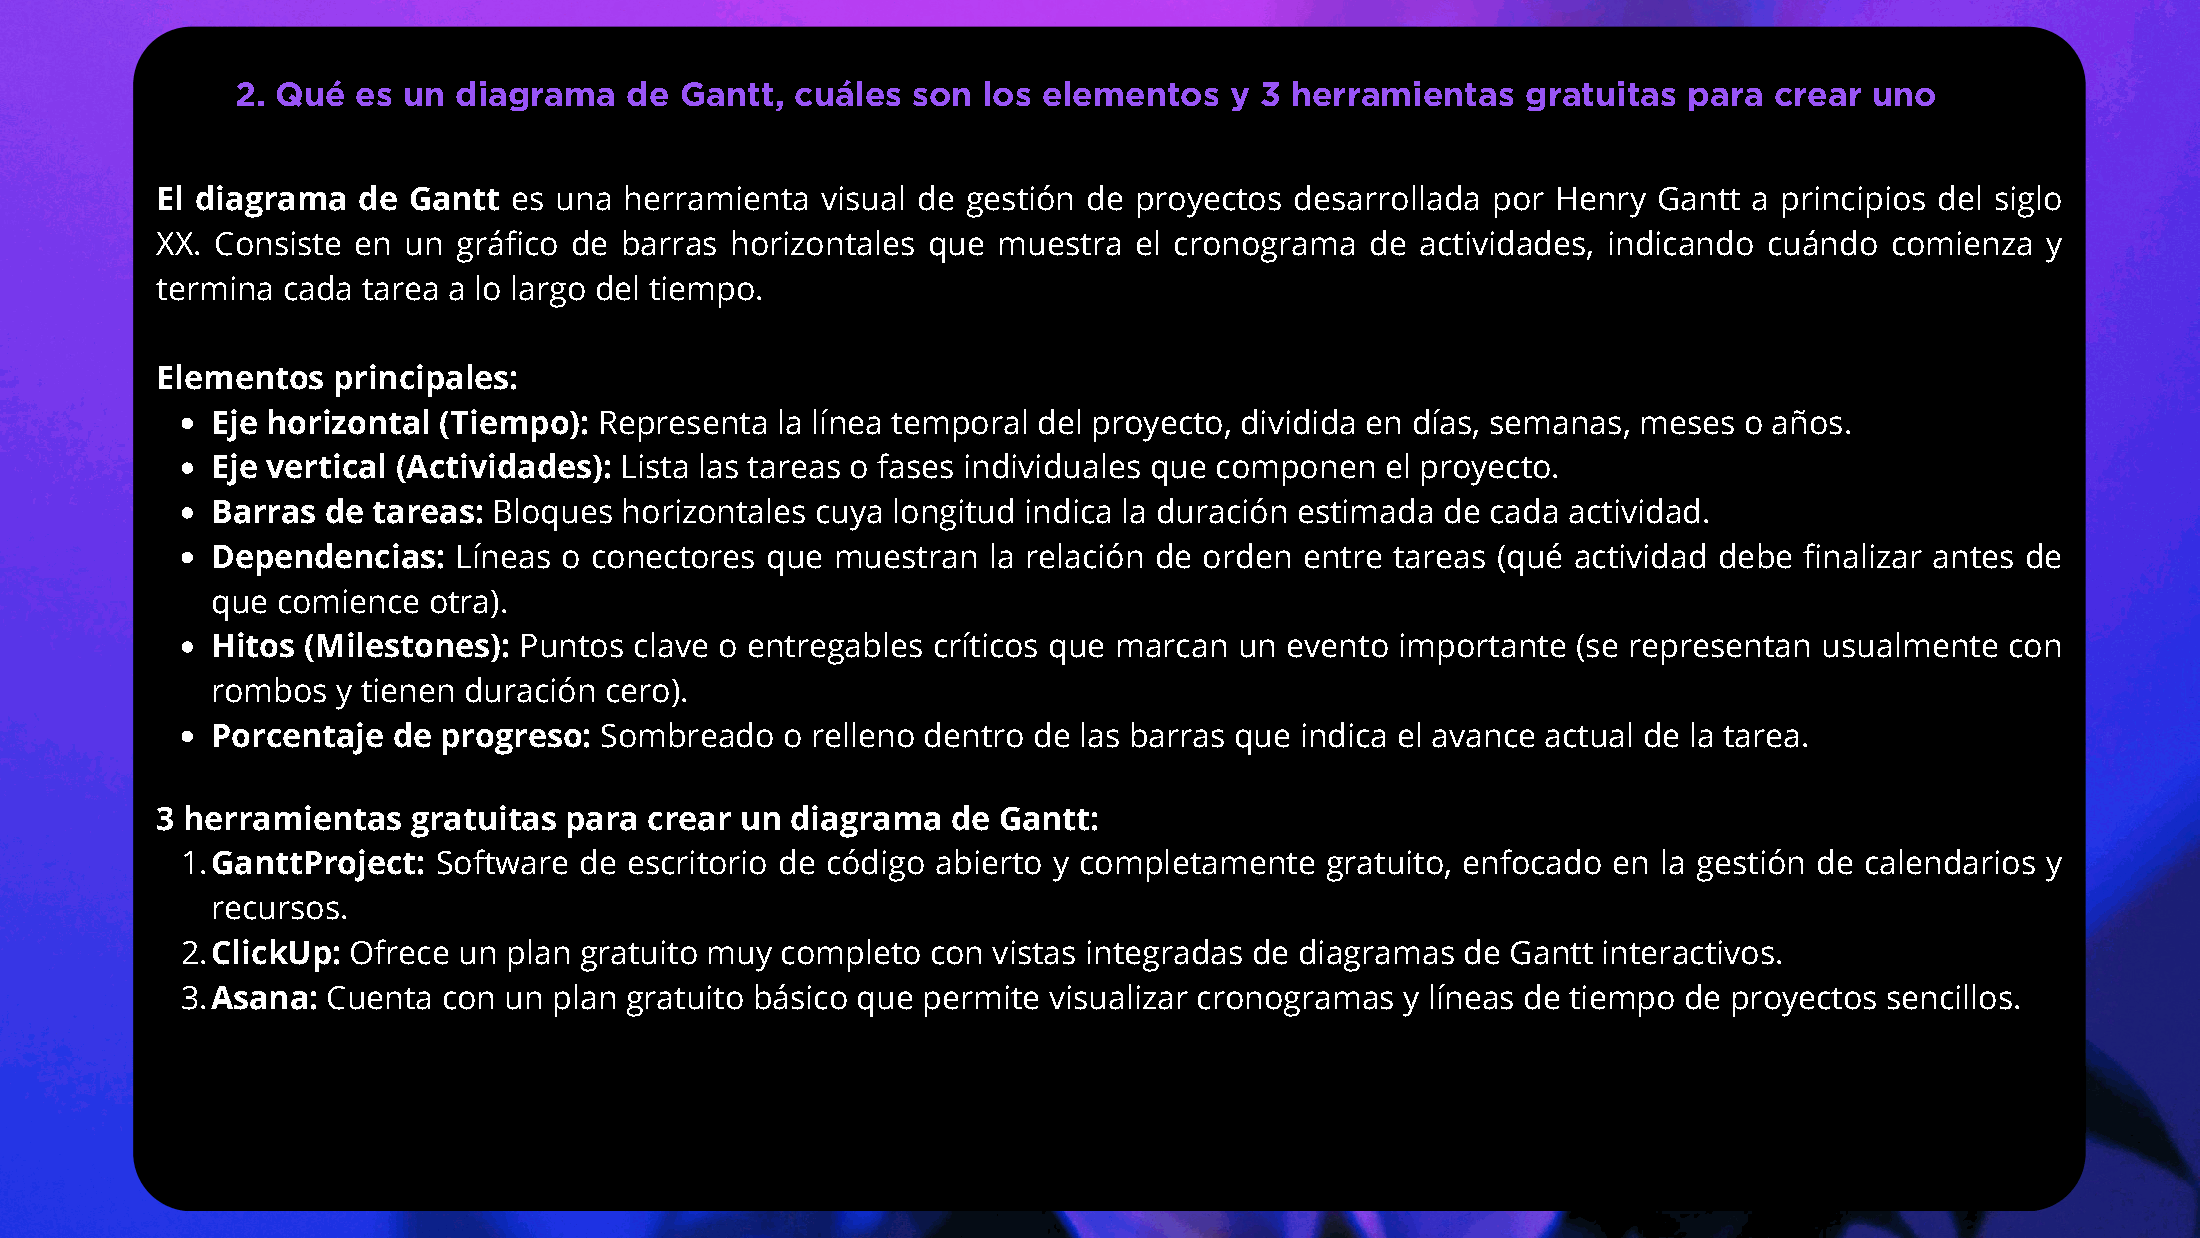 2. Qué es un diagrama de Gantt, cuáles son los elementos y 3 herramientas gratuitas para crear uno
El diagrama de Gantt es una herramienta visual de gestión de proyectos desarrollada por Henry Gantt a principios del siglo
XX. Consiste en un gráfico de barras horizontales que muestra el cronograma de actividades, indicando cuándo comienza y
termina cada tarea a lo largo del tiempo.
Elementos principales:
• Eje horizontal (Tiempo): Representa la línea temporal del proyecto, dividida en días, semanas, meses o años.
• Eje vertical (Actividades): Lista las tareas o fases individuales que componen el proyecto.
• Barras de tareas: Bloques horizontales cuya longitud indica la duración estimada de cada actividad.
• Dependencias: Líneas o conectores que muestran la relación de orden entre tareas (qué actividad debe finalizar antes de
que comience otra).
• Hitos (Milestones): Puntos clave o entregables críticos que marcan un evento importante (se representan usualmente con
rombos y tienen duración cero).
• Porcentaje de progreso: Sombreado o relleno dentro de las barras que indica el avance actual de la tarea.
3 herramientas gratuitas para crear un diagrama de Gantt:
1. GanttProject: Software de escritorio de código abierto y completamente gratuito, enfocado en la gestión de calendarios y
recursos.
2. ClickUp: Ofrece un plan gratuito muy completo con vistas integradas de diagramas de Gantt interactivos.
3. Asana: Cuenta con un plan gratuito básico que permite visualizar cronogramas y líneas de tiempo de proyectos sencillos.